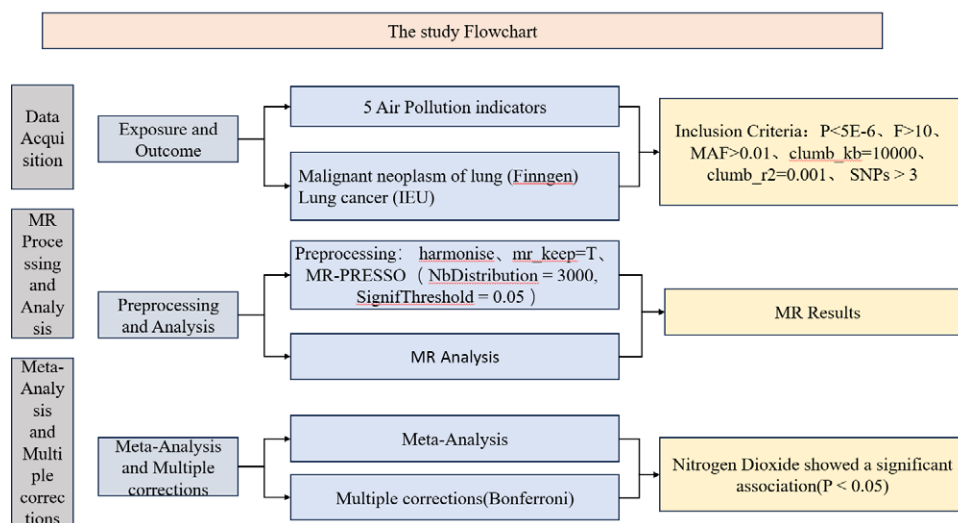 The study Flowchart
Data
Acqui
sition
Exposure and
Outcome
5 Air Pollution indicators
Malignant neoplasm of lung (Finngen)
Lung cancer (IEU)
Inclusion Criteria：P<5E-6、F>10、
MAF>0.01、clumb_kb=10000、
clumb_r2=0.001、 SNPs > 3
MR
Proce
ssing
and
Analy
sis
Preprocessing
and Analysis
Preprocessing： harmonise、mr_keep=T、
MR-PRESSO（ NbDistribution = 3000,
SignifThreshold = 0.05 ）
MR Analysis
MR Results
Meta-
Analy
sis
and
Multi
ple
correc
tions
Meta-Analysis
and Multiple
corrections
Meta-Analysis
Multiple corrections(Bonferroni)
Nitrogen Dioxide showed a significant
association(P < 0.05)